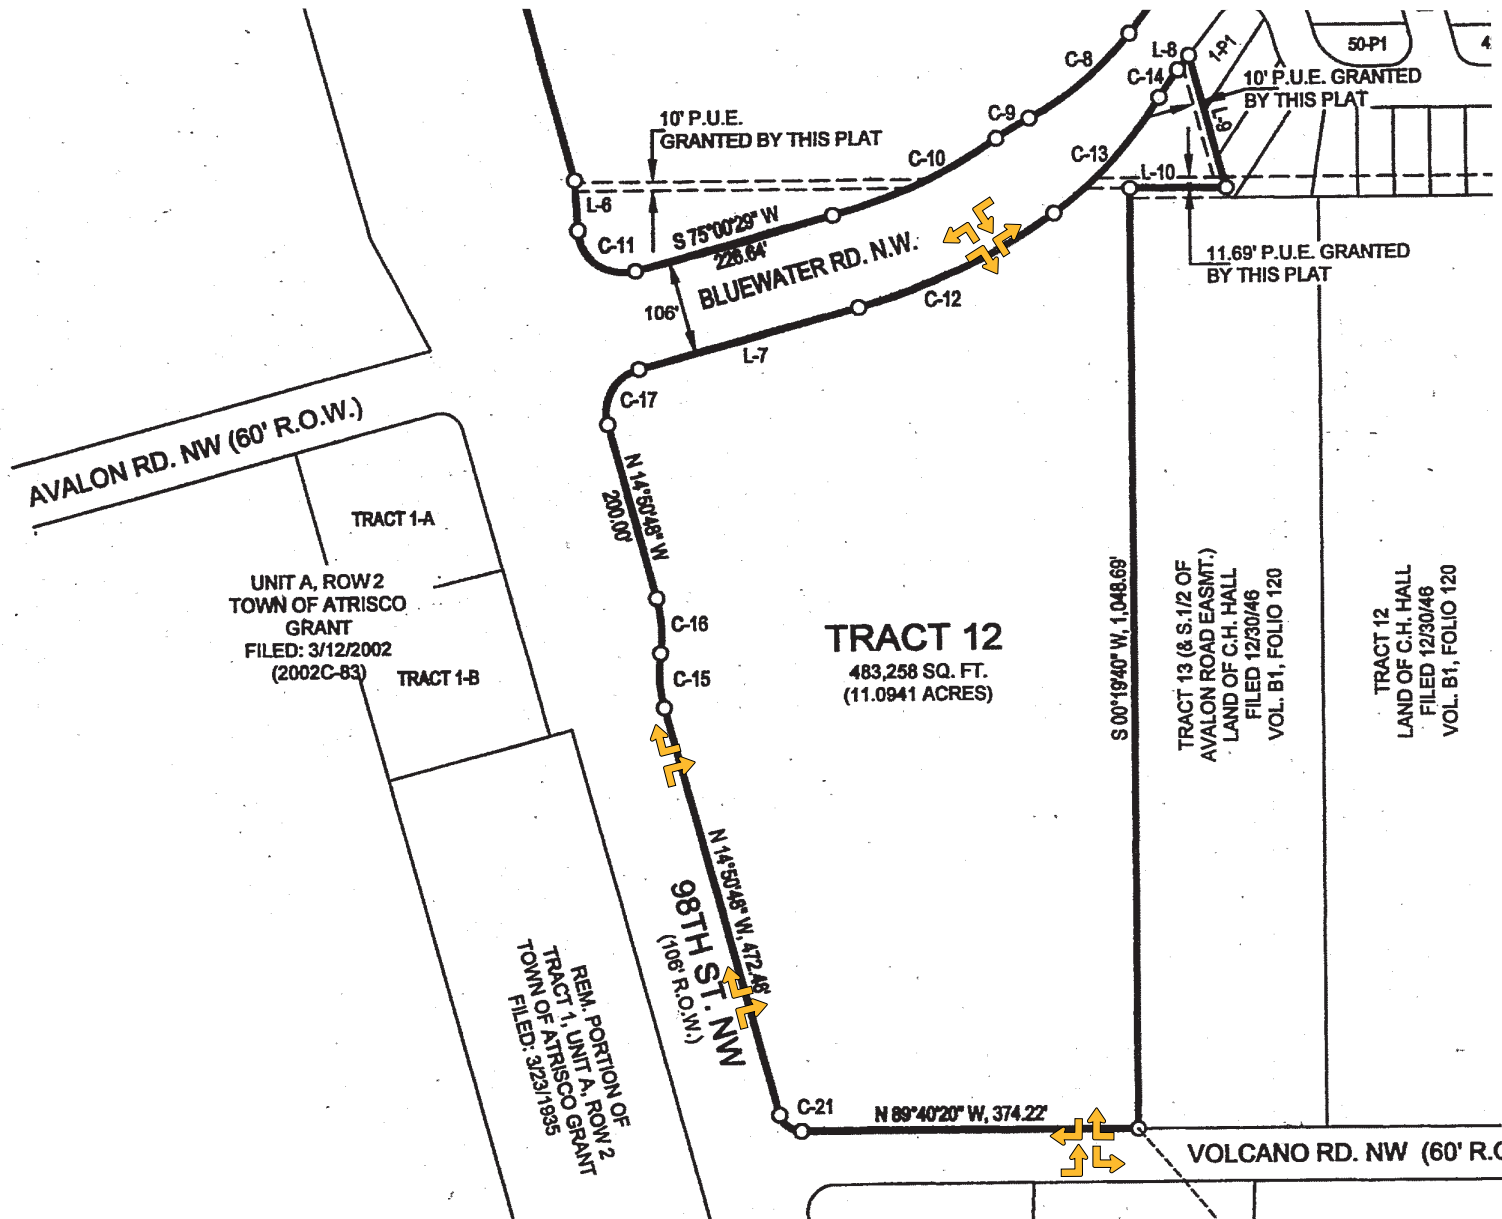 C-8
L-8
1-P1
50-P1
C-14
10' P.U.E. GRANTED
BY THIS PLAT
L-9
10' P.U.E.
GRANTED BY THIS PLAT
C-9
C-10
C-13
L-10
L-6
C-11
S 75°00'29" W
226.64'
BLUEWATER RD. N.W.
11.69' P.U.E. GRANTED
BY THIS PLAT
106'
C-12
L-7
C-17
AVALON RD. NW (60' R.O.W.)
N 14°50'48" W
200.00'
TRACT 1-A
UNIT A, ROW 2
TOWN OF ATRISCO
GRANT
FILED: 3/12/2002
(2002C-83)
TRACT 1-B
C-16
C-15
TRACT 12
483,258 SQ. FT.
(11.0941 ACRES)
S 00°19'40" W, 1,048.69'
TRACT 13 (& S.1/2 OF
AVALON ROAD EASMT.)
LAND OF C.H. HALL
FILED 12/30/46
VOL. B1, FOLIO 120
TRACT 12
LAND OF C.H. HALL
FILED 12/30/46
VOL. B1, FOLIO 120
N 14°50'48" W, 472.48'
98TH ST. NW
(106' R.O.W.)
REM. PORTION OF
TRACT 1, UNIT A, ROW 2
TOWN OF ATRISCO GRANT
FILED: 3/23/1935
C-21
N 89°40'20" W, 374.22'
VOLCANO RD. NW (60' R.O